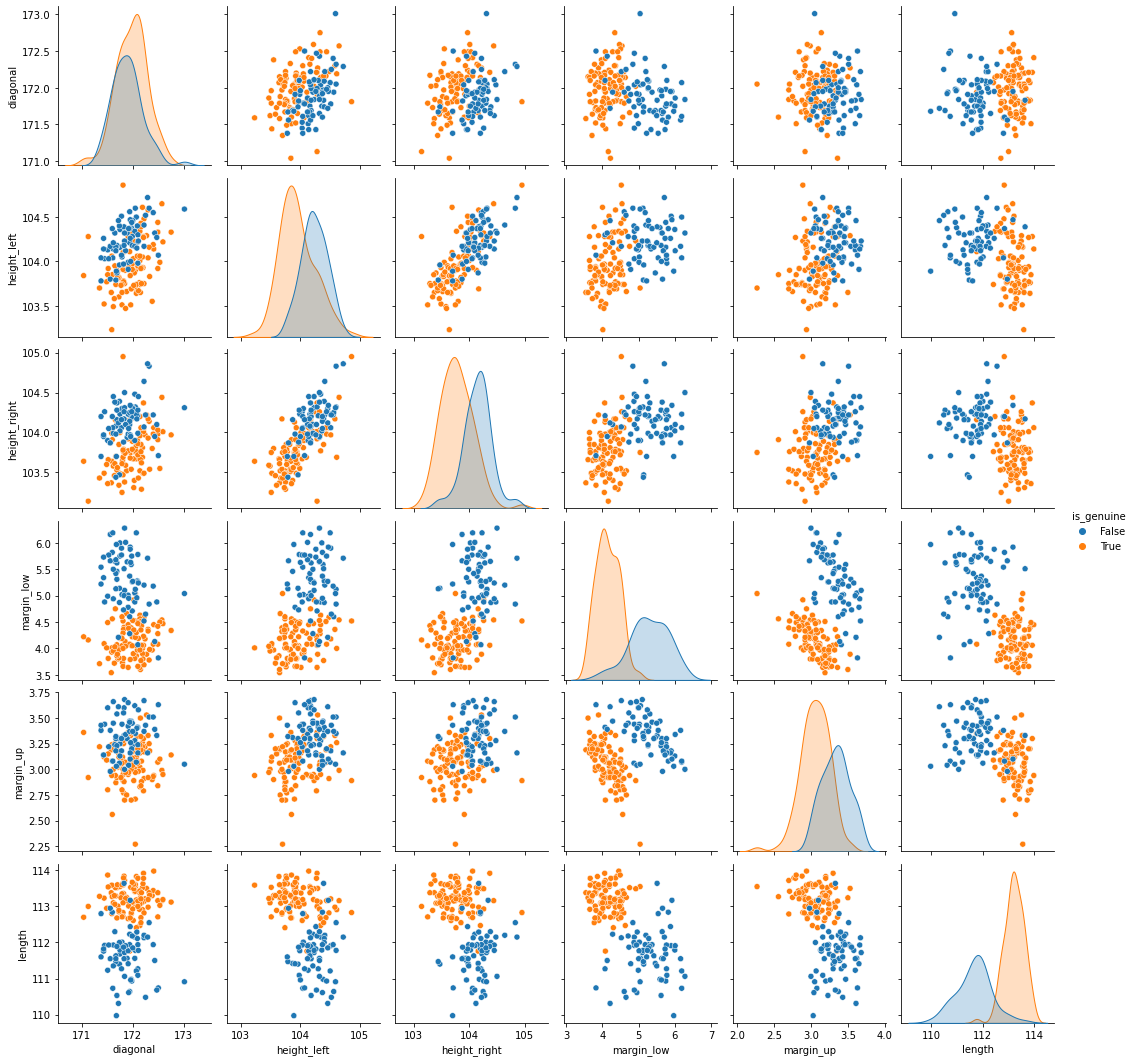 173.0
172.5
172.0
171.5
171.0
diagonal
104.5
104.0
103.5
height_left
105.0
104.5
104.0
103.5
height_right
is_genuine
False
True
6.0
5.5
5.0
4.5
4.0
3.5
margin_low
3.75
3.50
3.25
3.00
2.75
2.50
2.25
margin_up
114
113
112
111
110
length
171 172 173 103 104 105 103 104 105 3 4 5 6 7 2.0 2.5 3.0 3.5 4.0 110 112 114
diagonal height_left height_right margin_low margin_up length